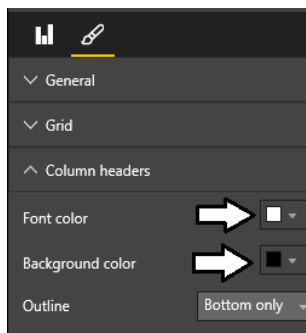 General
Grid
Column headers
Font color
Background color
Outline Bottom only